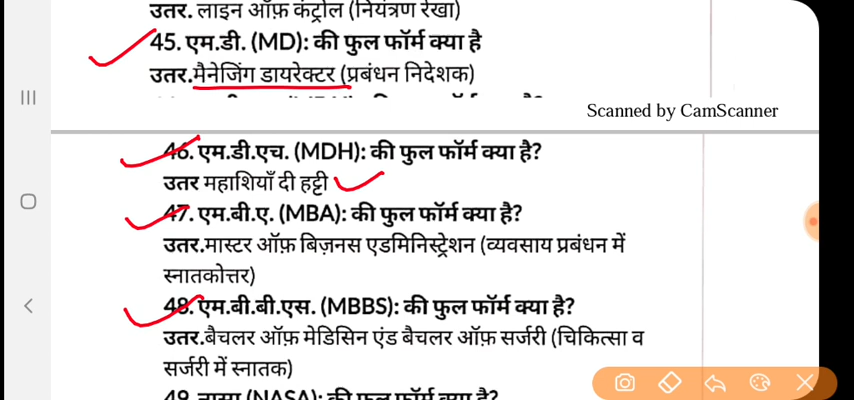 उतर. लाइन ऑफ़ कंट्रोल (नियंत्रण रेखा)
45. एम.डी. (MD): की फुल फॉर्म क्या है
उतर.मैनेजिंग डायरेक्टर (प्रबंधन निदेशक)
Scanned by CamScanner
46. एम.डी.एच. (MDH): की फुल फॉर्म क्या है?
उतर महाशियाँ दी हट्टी
47. एम.बी.ए. (MBA): की फुल फॉर्म क्या है?
उतर.मास्टर ऑफ़ बिज़नस एडमिनिस्ट्रेशन (व्यवसाय प्रबंधन में
स्नातकोत्तर)
48. एम.बी.बी.एस. (MBBS): की फुल फॉर्म क्या है?
उतर.बैचलर ऑफ़ मेडिसिन एंड बैचलर ऑफ़ सर्जरी (चिकित्सा व
सर्जरी में स्नातक)
49. नासा (NASA): की फुल फॉर्म क्या है?